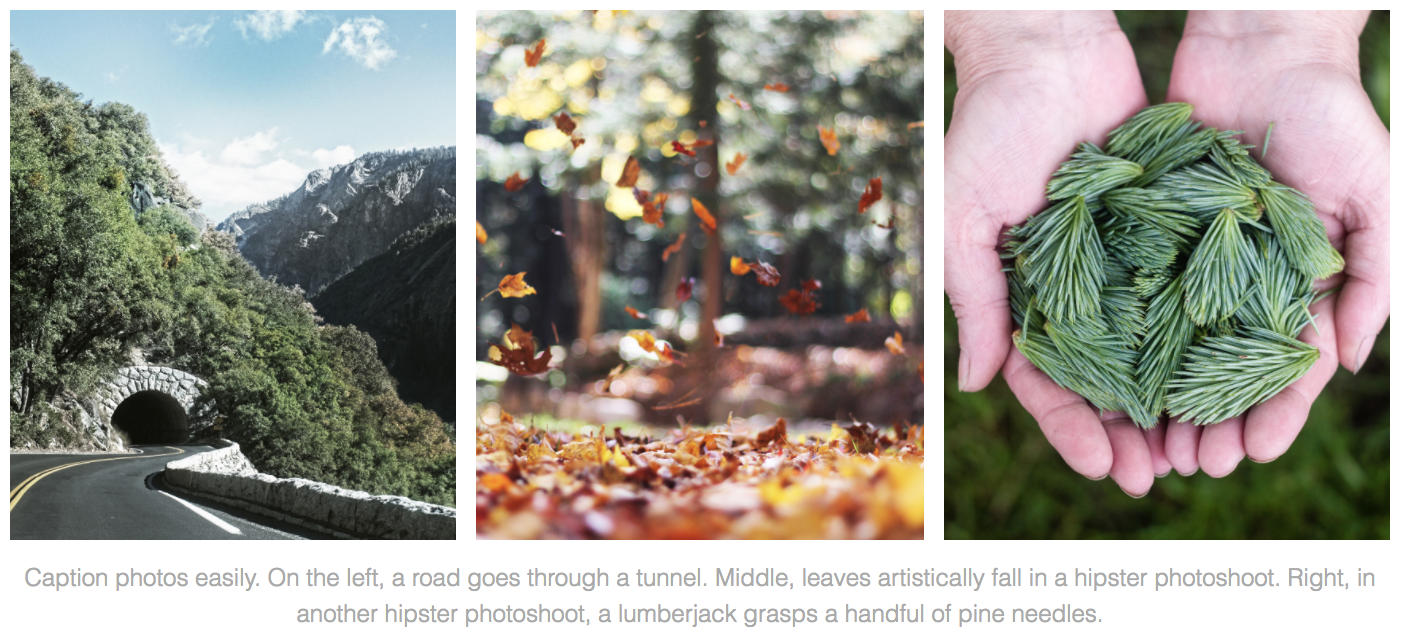 Caption photos easily. On the left, a road goes through a tunnel. Middle, leaves artistically fall in a hipster photoshoot. Right, in
another hipster photoshoot, a lumberjack grasps a handful of pine needles.